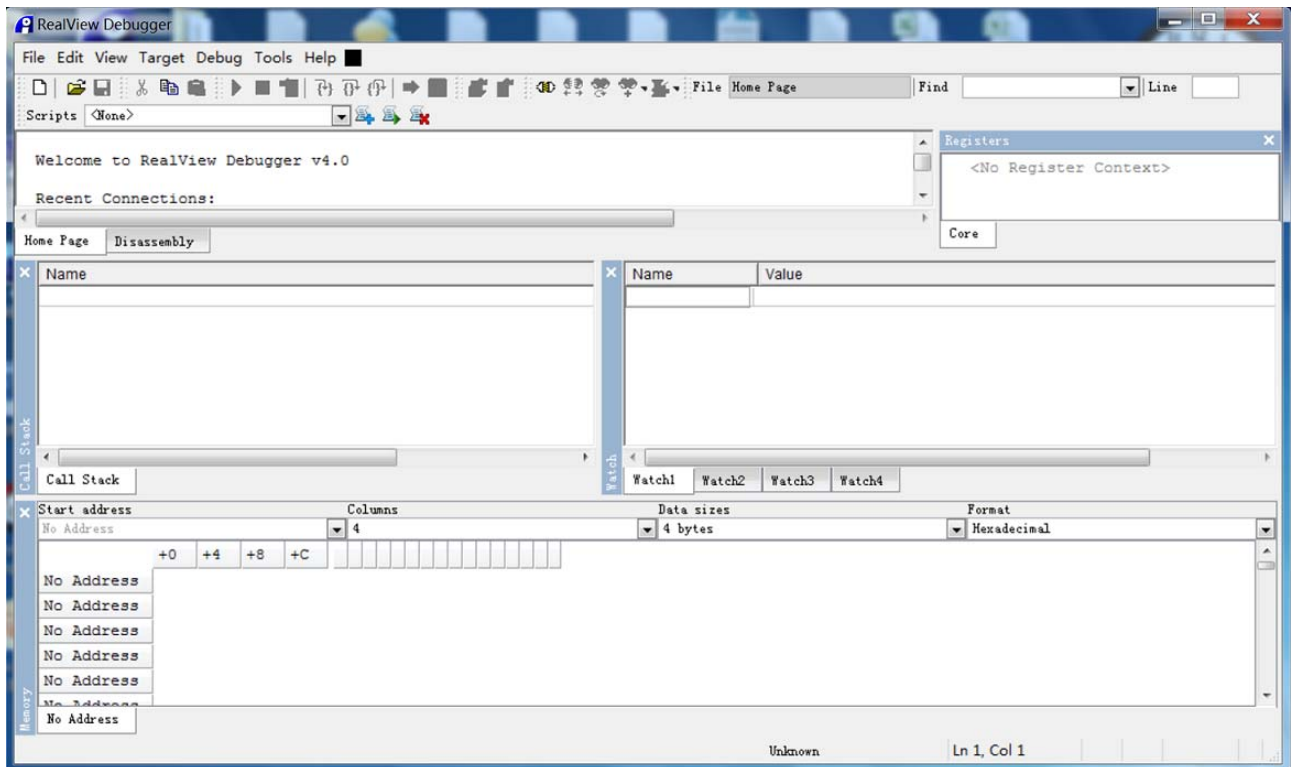 RealView Debugger
File Edit View Target Debug Tools Help
File Home Page Find Line
Scripts <None>
Welcome to RealView Debugger v4.0
Recent Connections:
Home Page Disassembly
Registers
<No Register Context>
Core
Name
Call Stack
Call Stack
Name Value
Watch
Watch1 Watch2 Watch3 Watch4
Start address Columns Data sizes Format
No Address 4 4 bytes Hexadecimal
+0 +4 +8 +C
No Address
No Address
No Address
No Address
No Address
No Address
Memory
No Address
Unknown Ln 1, Col 1